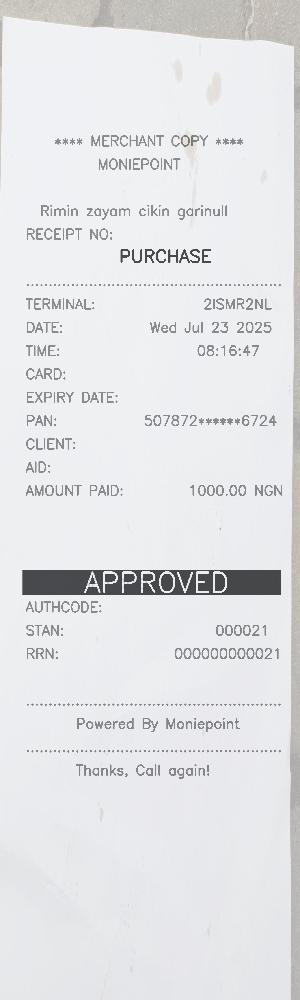 **** MERCHANT COPY ****
MONIEPOINT
Rimin zayam cikin garinull
RECEIPT NO:
PURCHASE
TERMINAL: 2ISMR2NL
DATE: Wed Jul 23 2025
TIME: 08:16:47
CARD:
EXPIRY DATE:
PAN: 507872******6724
CLIENT:
AID:
AMOUNT PAID: 1000.00 NGN
APPROVED
AUTHCODE:
STAN: 000021
RRN: 000000000021
Powered By Moniepoint
Thanks, Call again!